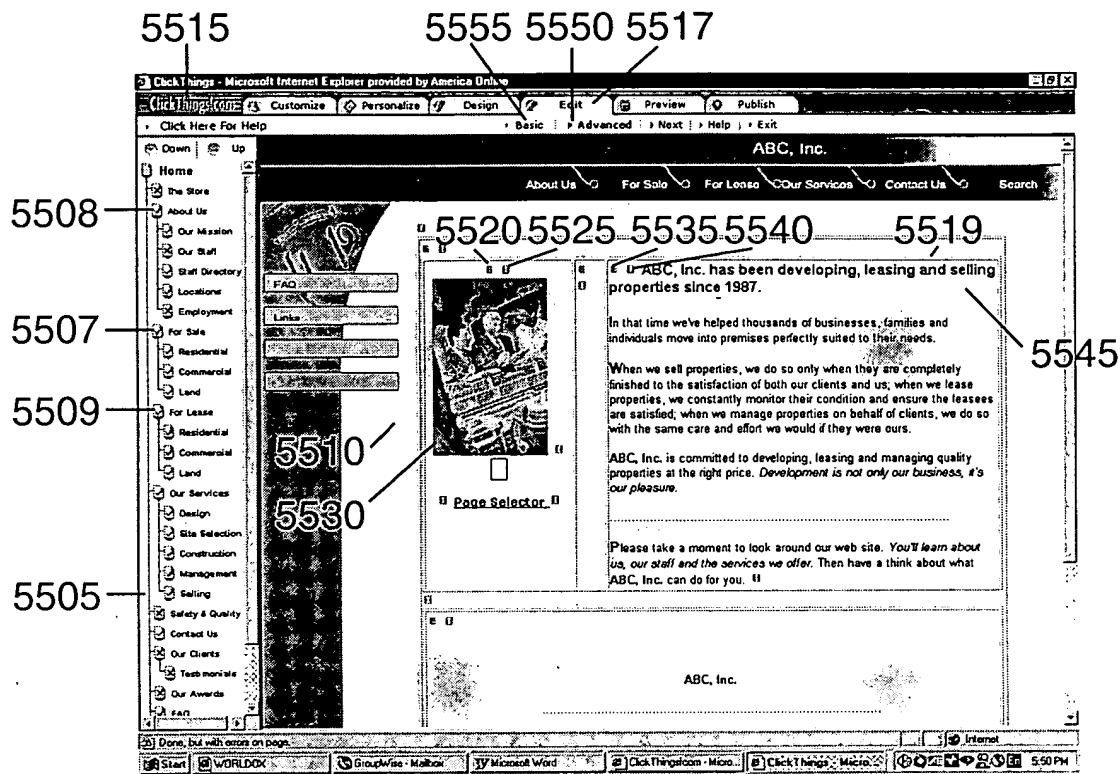 5515 5555 5550 5517
ClickThings - Microsoft Internet Explorer provided by America Online
ClickThings!com Customize Personalize Design Edit Preview Publish
Click Here For Help Basic Advanced Next Help Exit
Down Up
ABC, Inc.
Home
About Us For Sale For Lease Our Services Contact Us Search
The Store
5508
About Us
Our Mission
Our Staff
Staff Directory
Locations
Employment
5507
For Sale
Residential
Commercial
Land
5509
For Lease
Residential
Commercial
Land
Our Services
Design
Site Selection
Construction
Management
5505
Selling
Safety & Quality
Contact Us
Our Clients
Testimonials
Our Awards
FAQ
FAQ
Links
5510
5530
5520 5525 5535 5540 5519
Page Selector
ABC, Inc. has been developing, leasing and selling
properties since 1987.
In that time we've helped thousands of businesses, families and
individuals move into premises perfectly suited to their needs.
5545
When we sell properties, we do so only when they are completely
finished to the satisfaction of both our clients and us; when we lease
properties, we constantly monitor their condition and ensure the leasees
are satisfied; when we manage properties on behalf of clients, we do so
with the same care and effort we would if they were ours.
ABC, Inc. is committed to developing, leasing and managing quality
properties at the right price. Development is not only our business, it's
our pleasure.
Please take a moment to look around our web site. You'll learn about
us, our staff and the services we offer. Then have a think about what
ABC, Inc. can do for you.
ABC, Inc.
Done, but with errors on page. Internet
Start WORLDOX GroupWise - Mailbox Microsoft Word ClickThings!com - Micro... ClickThings - Micro... 5:50 PM